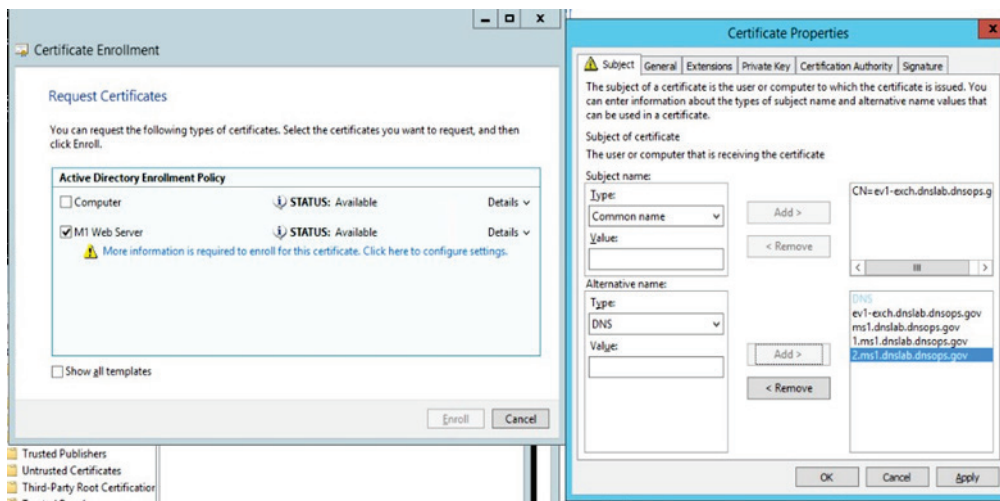 Certificate Enrollment
Request Certificates
You can request the following types of certificates. Select the certificates you want to request, and then
click Enroll.
Active Directory Enrollment Policy
Computer
STATUS: Available
Details
M1 Web Server
STATUS: Available
Details
More information is required to enroll for this certificate. Click here to configure settings.
Show all templates
Enroll
Cancel
Trusted Publishers
Untrusted Certificates
Third-Party Root Certification
x
Certificate Properties
x
Subject
General
Extensions
Private Key
Certification Authority
Signature
The subject of a certificate is the user or computer to which the certificate is issued. You
can enter information about the types of subject name and alternative name values that
can be used in a certificate.
Subject of certificate
The user or computer that is receiving the certificate
Subject name:
Type:
Common name
Value:
Add >
< Remove
CN=ev1-exch.dnslab.dnsops.g
Alternative name:
Type:
DNS
Value:
Add >
< Remove
DNS
ev1-exch.dnslab.dnsops.gov
ms1.dnslab.dnsops.gov
1.ms1.dnslab.dnsops.gov
2.ms1.dnslab.dnsops.gov
OK
Cancel
Apply